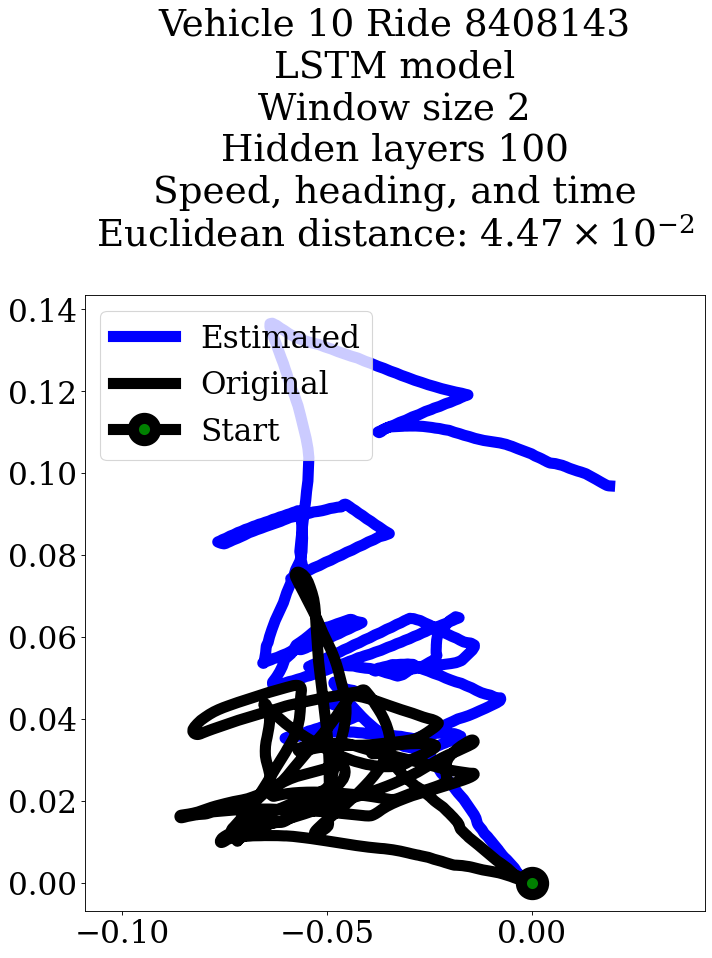 Vehicle 10 Ride 8408143
LSTM model
Window size 2
Hidden layers 100
Speed, heading, and time
Euclidean distance: 4.47 × 10⁻²
0.14
Estimated
0.12
Original
Start
0.10
0.08
0.06
0.04
0.02
0.00
−0.10 −0.05 0.00